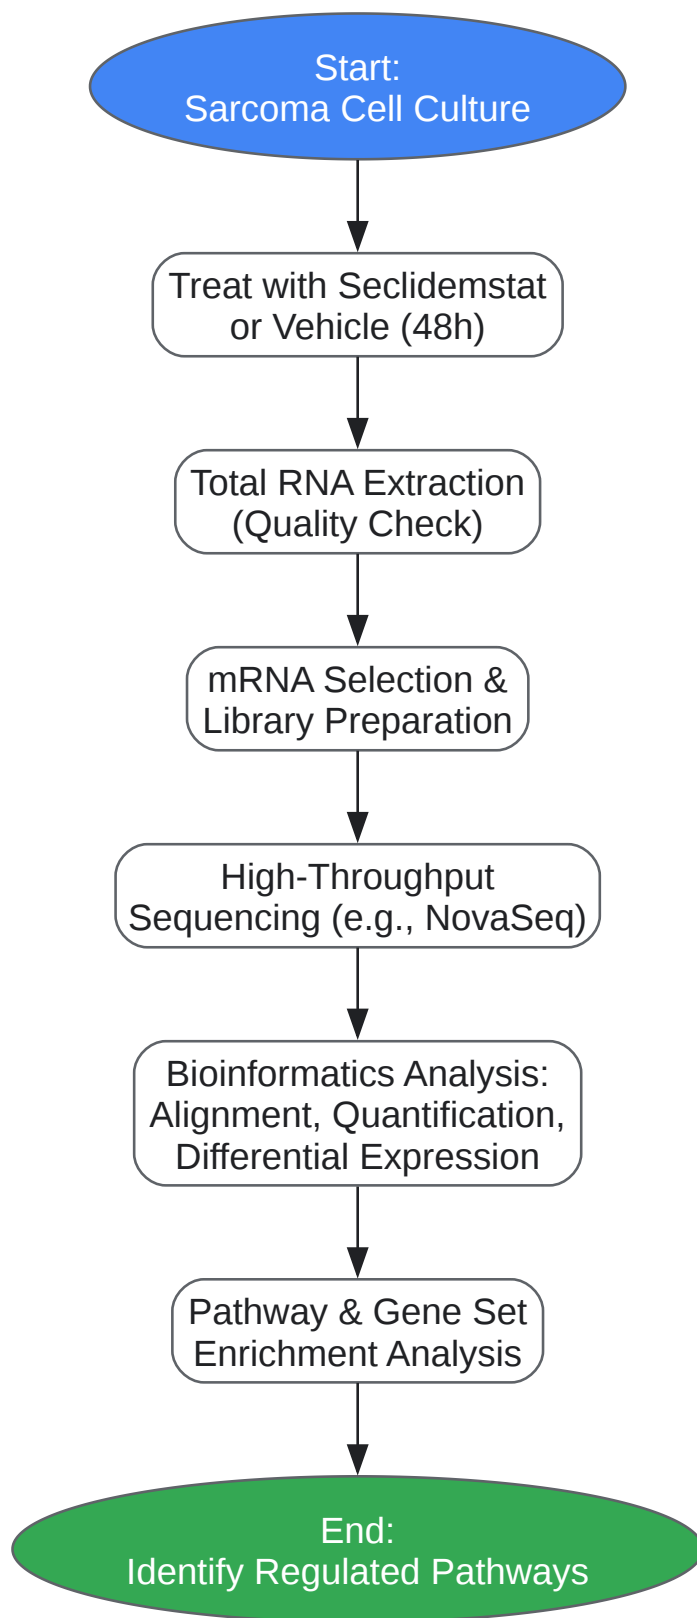 Start:
Sarcoma Cell Culture
Treat with Seclidemstat
or Vehicle (48h)
Total RNA Extraction
(Quality Check)
mRNA Selection &
Library Preparation
High-Throughput
Sequencing (e.g., NovaSeq)
Bioinformatics Analysis:
Alignment, Quantification,
Differential Expression
Pathway & Gene Set
Enrichment Analysis
End:
Identify Regulated Pathways